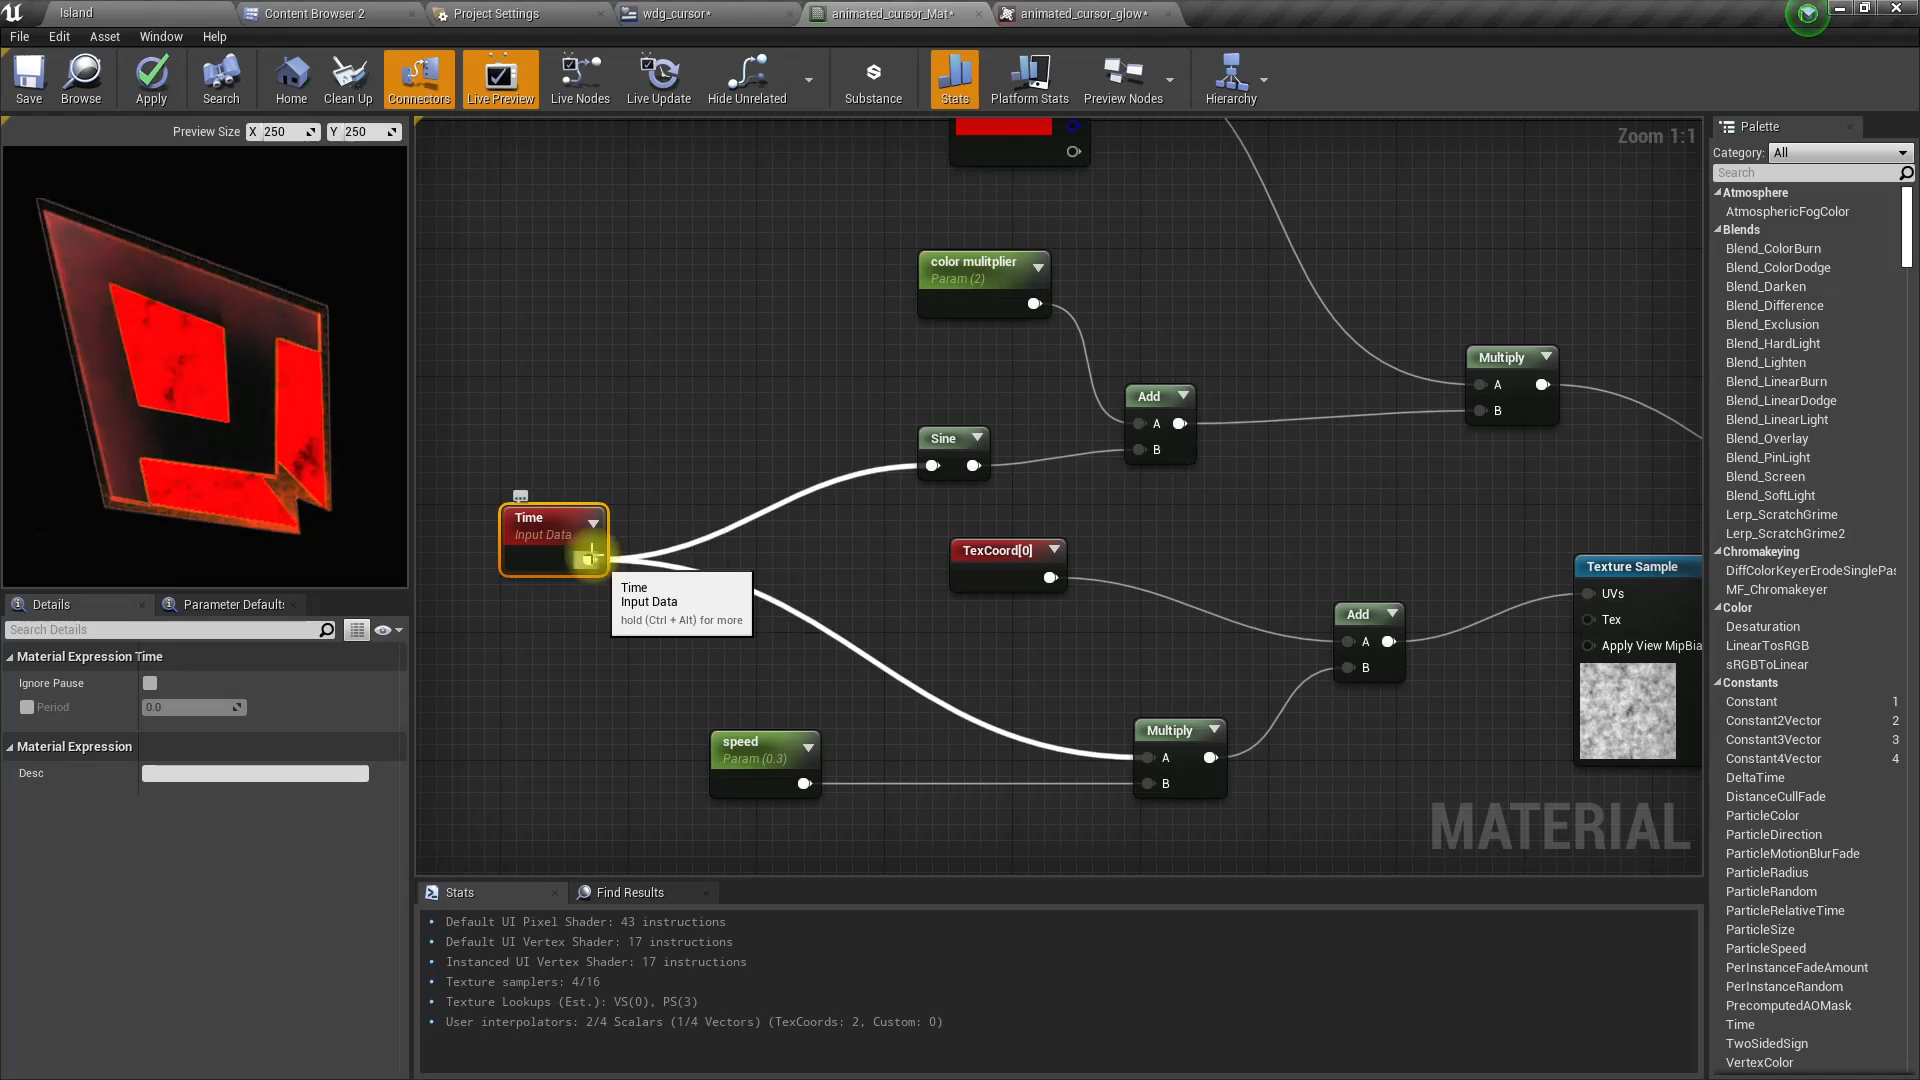 Island
Content Browser 2
Project Settings
wdg_cursor*
animated_cursor_Mat*
animated_cursor_glow*
File
Edit
Asset
Window
Help
Save
Browse
Apply
Search
Home
Clean Up
Connectors
Live Preview
Live Nodes
Live Update
Hide Unrelated
Substance
Stats
Platform Stats
Preview Nodes
Hierarchy
Preview Size X 250 Y 250
Zoom 1:1
color mulitplier
Param (2)
Multiply
A
B
Add
A
B
Sine
Time
Input Data
Time
Input Data
hold (Ctrl + Alt) for more
TexCoord[0]
Texture Sample
UVs
Tex
Apply View MipBia
Add
A
B
speed
Param (0.3)
Multiply
A
B
MATERIAL
Details
Parameter Defaults
Search Details
Material Expression Time
Ignore Pause
Period 0.0
Material Expression
Desc
Stats
Find Results
Default UI Pixel Shader: 43 instructions
Default UI Vertex Shader: 17 instructions
Instanced UI Vertex Shader: 17 instructions
Texture samplers: 4/16
Texture Lookups (Est.): VS(0), PS(3)
User interpolators: 2/4 Scalars (1/4 Vectors) (TexCoords: 2, Custom: 0)
Palette
Category: All
Search
Atmosphere
AtmosphericFogColor
Blends
Blend_ColorBurn
Blend_ColorDodge
Blend_Darken
Blend_Difference
Blend_Exclusion
Blend_HardLight
Blend_Lighten
Blend_LinearBurn
Blend_LinearDodge
Blend_LinearLight
Blend_Overlay
Blend_PinLight
Blend_Screen
Blend_SoftLight
Lerp_ScratchGrime
Lerp_ScratchGrime2
Chromakeying
DiffColorKeyerErodeSinglePas
MF_Chromakeyer
Color
Desaturation
LinearTosRGB
sRGBToLinear
Constants
Constant 1
Constant2Vector 2
Constant3Vector 3
Constant4Vector 4
DeltaTime
DistanceCullFade
ParticleColor
ParticleDirection
ParticleMotionBlurFade
ParticleRadius
ParticleRandom
ParticleRelativeTime
ParticleSize
ParticleSpeed
PerInstanceFadeAmount
PerInstanceRandom
PrecomputedAOMask
Time
TwoSidedSign
VertexColor